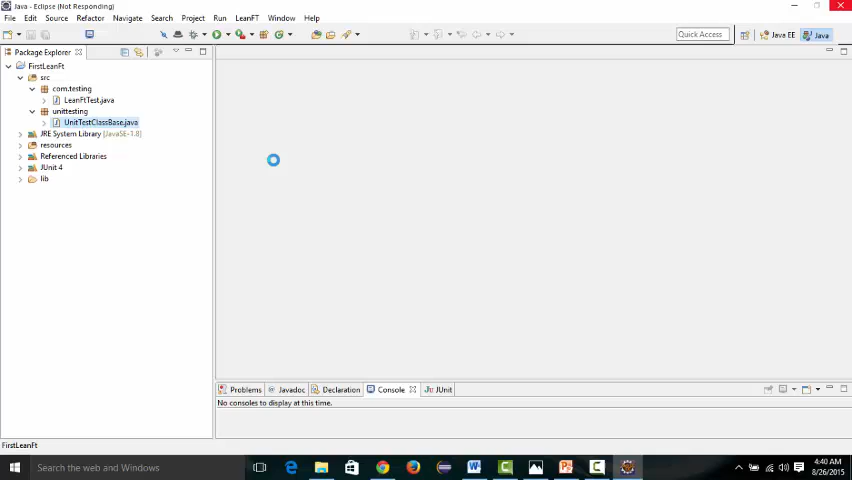 Java - Eclipse (Not Responding)
File Edit Source Refactor Navigate Search Project Run LeanFT Window Help
Quick Access Java EE Java
Package Explorer
FirstLeanFt
src
com.testing
LeanFtTest.java
unittesting
UnitTestClassBase.java
JRE System Library [JavaSE-1.8]
resources
Referenced Libraries
JUnit 4
lib
Problems @ Javadoc Declaration Console JUnit
No consoles to display at this time.
FirstLeanFt
Search the web and Windows
4:40 AM
8/26/2015